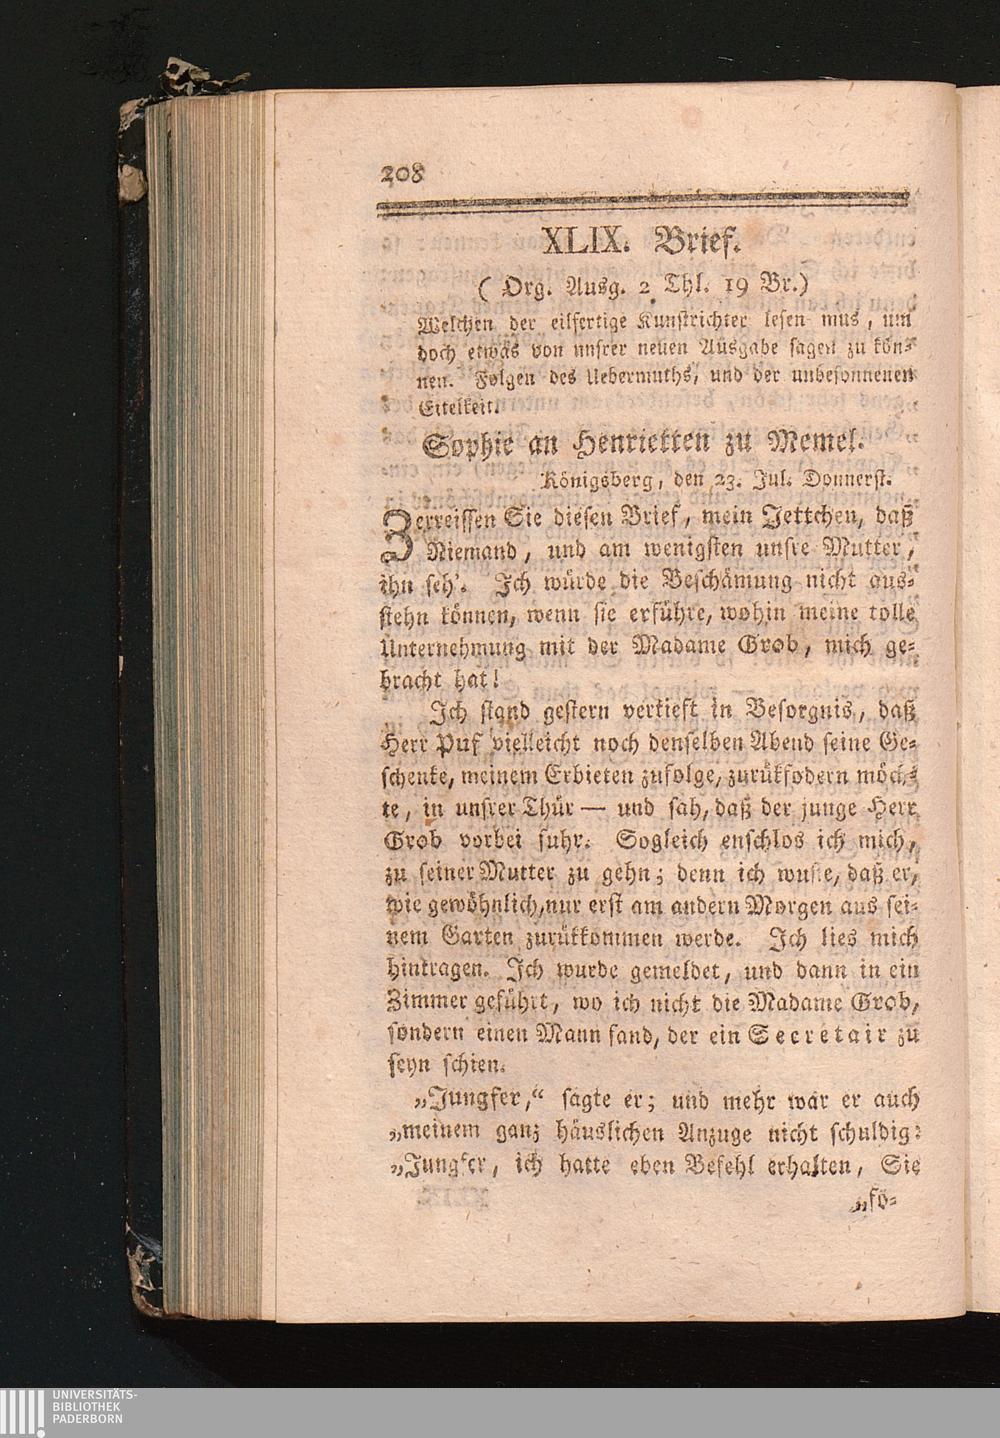 208
XLIX. Brief.
( Org. Ausg. 2 Thl. 19 Br.)
Welchen der eilfertige Kunstrichter lesen mus, um
doch etwas von unsrer neuen Ausgabe sagen zu kön-
nen. Folgen des Uebermuths, und der unbesonnenen
Eitelkeit.
Sophie an Henrietten zu Memel.
Königsberg, den 23. Jul. Donnerst.
Zerreissen Sie diesen Brief, mein Jettchen, daß
Niemand, und am wenigsten unsre Mutter,
ihn seh'. Ich würde die Beschämung nicht aus-
stehn können, wenn sie erführe, wohin meine tolle
Unternehmung mit der Madame Grob, mich ge-
bracht hat!
Ich stand gestern vertieft in Besorgnis, daß
Herr Puf vielleicht noch denselben Abend seine Ge-
schenke, meinem Erbieten zufolge, zurükfodern möch-
te, in unsrer Thür — und sah, daß der junge Herr
Grob vorbei fuhr. Sogleich enschlos ich mich,
zu seiner Mutter zu gehn; denn ich wuste, daß er,
wie gewöhnlich, nur erst am andern Morgen aus sei-
nem Garten zurükkommen werde. Ich lies mich
hintragen. Ich wurde gemeldet, und dann in ein
Zimmer geführt, wo ich nicht die Madame Grob,
sondern einen Mann fand, der ein Secretair zu
seyn schien.
„Jungfer,“ sagte er; und mehr war er auch
„meinem ganz häuslichen Anzuge nicht schuldig:
„Jungfer, ich hatte eben Befehl erhalten, Sie
„fo-
UNIVERSITÄTS-
BIBLIOTHEK
PADERBORN